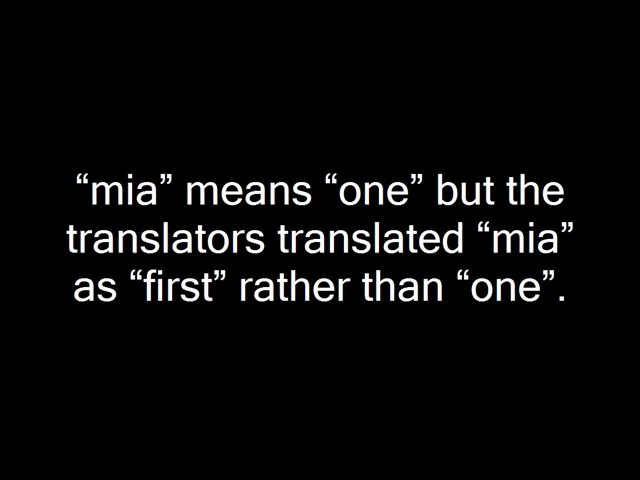 “mia” means “one” but the
translators translated “mia”
as “first” rather than “one”.